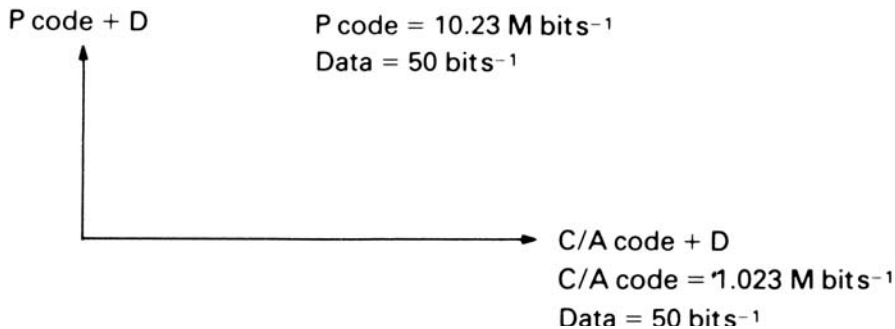 P code + D
P code = 10.23 M bits⁻¹
Data = 50 bits⁻¹
C/A code + D
C/A code = 1.023 M bits⁻¹
Data = 50 bits⁻¹